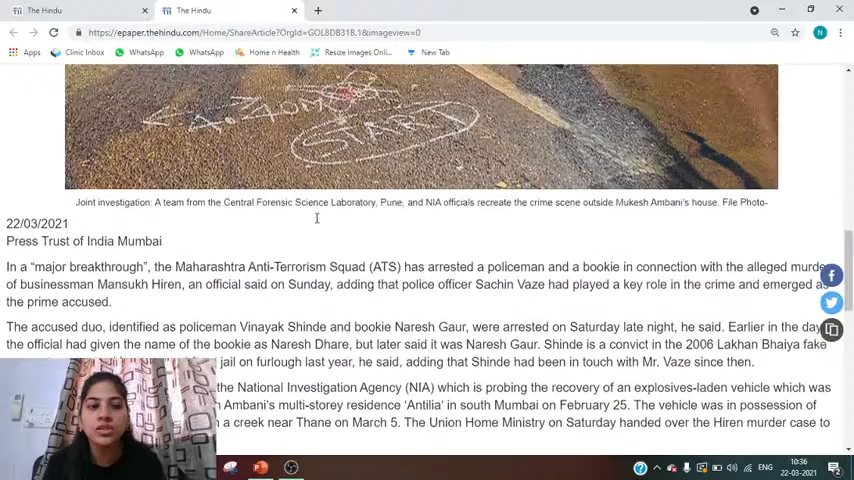 The Hindu
The Hindu
https://epaper.thehindu.com/Home/ShareArticle?OrgId=GOL8DB31B.1&imageview=0
N
Apps
Clinic Inbox
WhatsApp
WhatsApp
Home n Health
Resize Images Onl...
New Tab
START
Joint investigation: A team from the Central Forensic Science Laboratory, Pune, and NIA officials recreate the crime scene outside Mukesh Ambani's house. File Photo-
22/03/2021
Press Trust of India Mumbai
In a "major breakthrough", the Maharashtra Anti-Terrorism Squad (ATS) has arrested a policeman and a bookie in connection with the alleged murde
of businessman Mansukh Hiren, an official said on Sunday, adding that police officer Sachin Vaze had played a key role in the crime and emerged as
the prime accused.
The accused duo, identified as policeman Vinayak Shinde and bookie Naresh Gaur, were arrested on Saturday late night, he said. Earlier in the day
the official had given the name of the bookie as Naresh Dhare, but later said it was Naresh Gaur. Shinde is a convict in the 2006 Lakhan Bhaiya fake
jail on furlough last year, he said, adding that Shinde had been in touch with Mr. Vaze since then.
the National Investigation Agency (NIA) which is probing the recovery of an explosives-laden vehicle which was
Ambani's multi-storey residence 'Antilia' in south Mumbai on February 25. The vehicle was in possession of
a creek near Thane on March 5. The Union Home Ministry on Saturday handed over the Hiren murder case to
ENG
10:36
22-03-2021
2